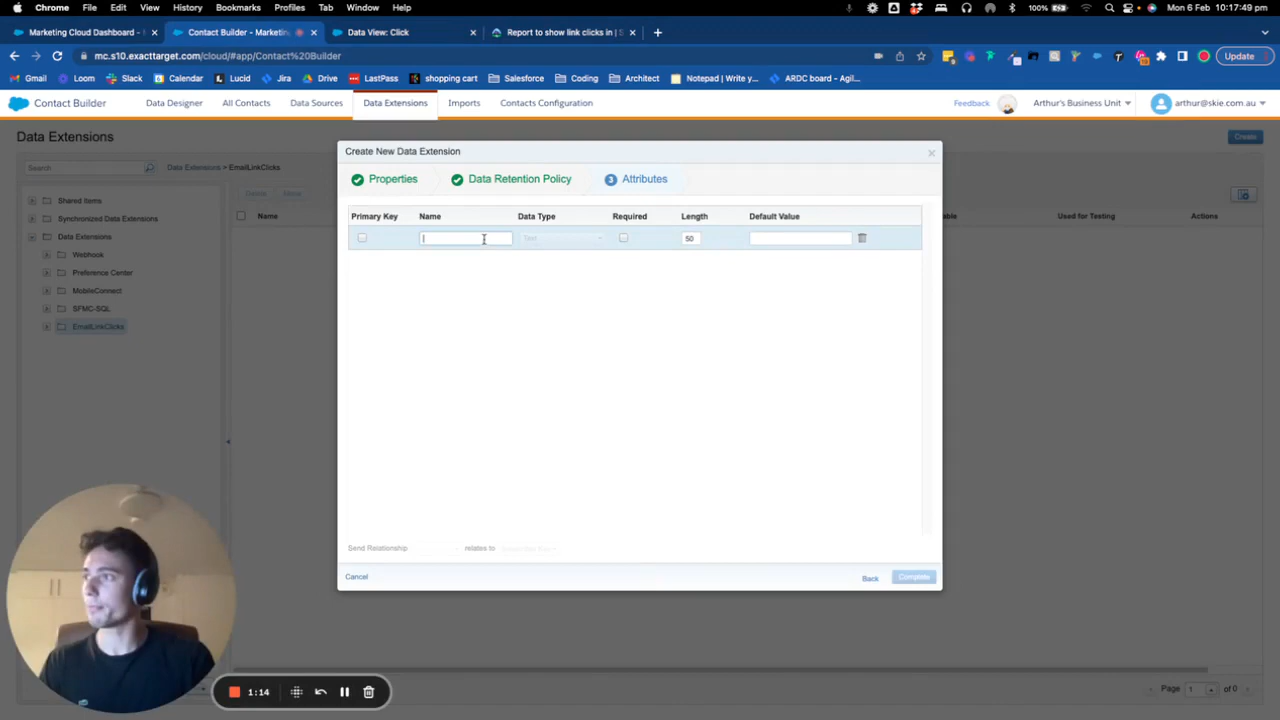 Chrome File Edit View History Bookmarks Profiles Tab Window Help 100% Mon 6 Feb 10:17:49 pm
Marketing Cloud Dashboard - Contact Builder - Marketing Data View: Click Report to show link clicks in | S
mc.s10.exacttarget.com/cloud/#app/Contact%20Builder Update
Gmail Loom Slack Calendar Lucid Jira Drive LastPass shopping cart Salesforce Coding Architect Notepad | Write y... ARDC board - Agil...
Contact Builder Data Designer All Contacts Data Sources Data Extensions Imports Contacts Configuration Feedback Arthur's Business Unit arthur@skie.com.au
Data Extensions Create
Search Data Extensions > EmailLinkClicks
Create New Data Extension
Properties Data Retention Policy 3 Attributes
Primary Key Name Data Type Required Length Default Value
Text 50
Send Relationship relates to
Cancel Back Complete
Shared Items
Synchronized Data Extensions
Data Extensions
Webhook
Preference Center
MobileConnect
SFMC-SQL
EmailLinkClicks
Name Used for Testing Actions
1:14
Page 1 of 0